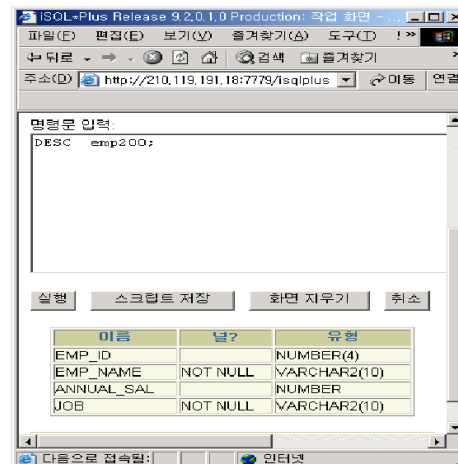 iSQL*Plus Release 9.2.0.1.0 Production: 작업 화면 - ...
파일(F) 편집(E) 보기(V) 즐겨찾기(A) 도구(T) !»
뒤로 검색 즐겨찾기 »
주소(D) http://210.119.191.18:7779/isqlplus 이동 연결
명령문 입력:
DESC emp200;
실행 스크립트 저장 화면 지우기 취소
이름 널? 유형
EMP_ID NUMBER(4)
EMP_NAME NOT NULL VARCHAR2(10)
ANNUAL_SAL NUMBER
JOB NOT NULL VARCHAR2(10)
다음으로 접속됨: 인터넷